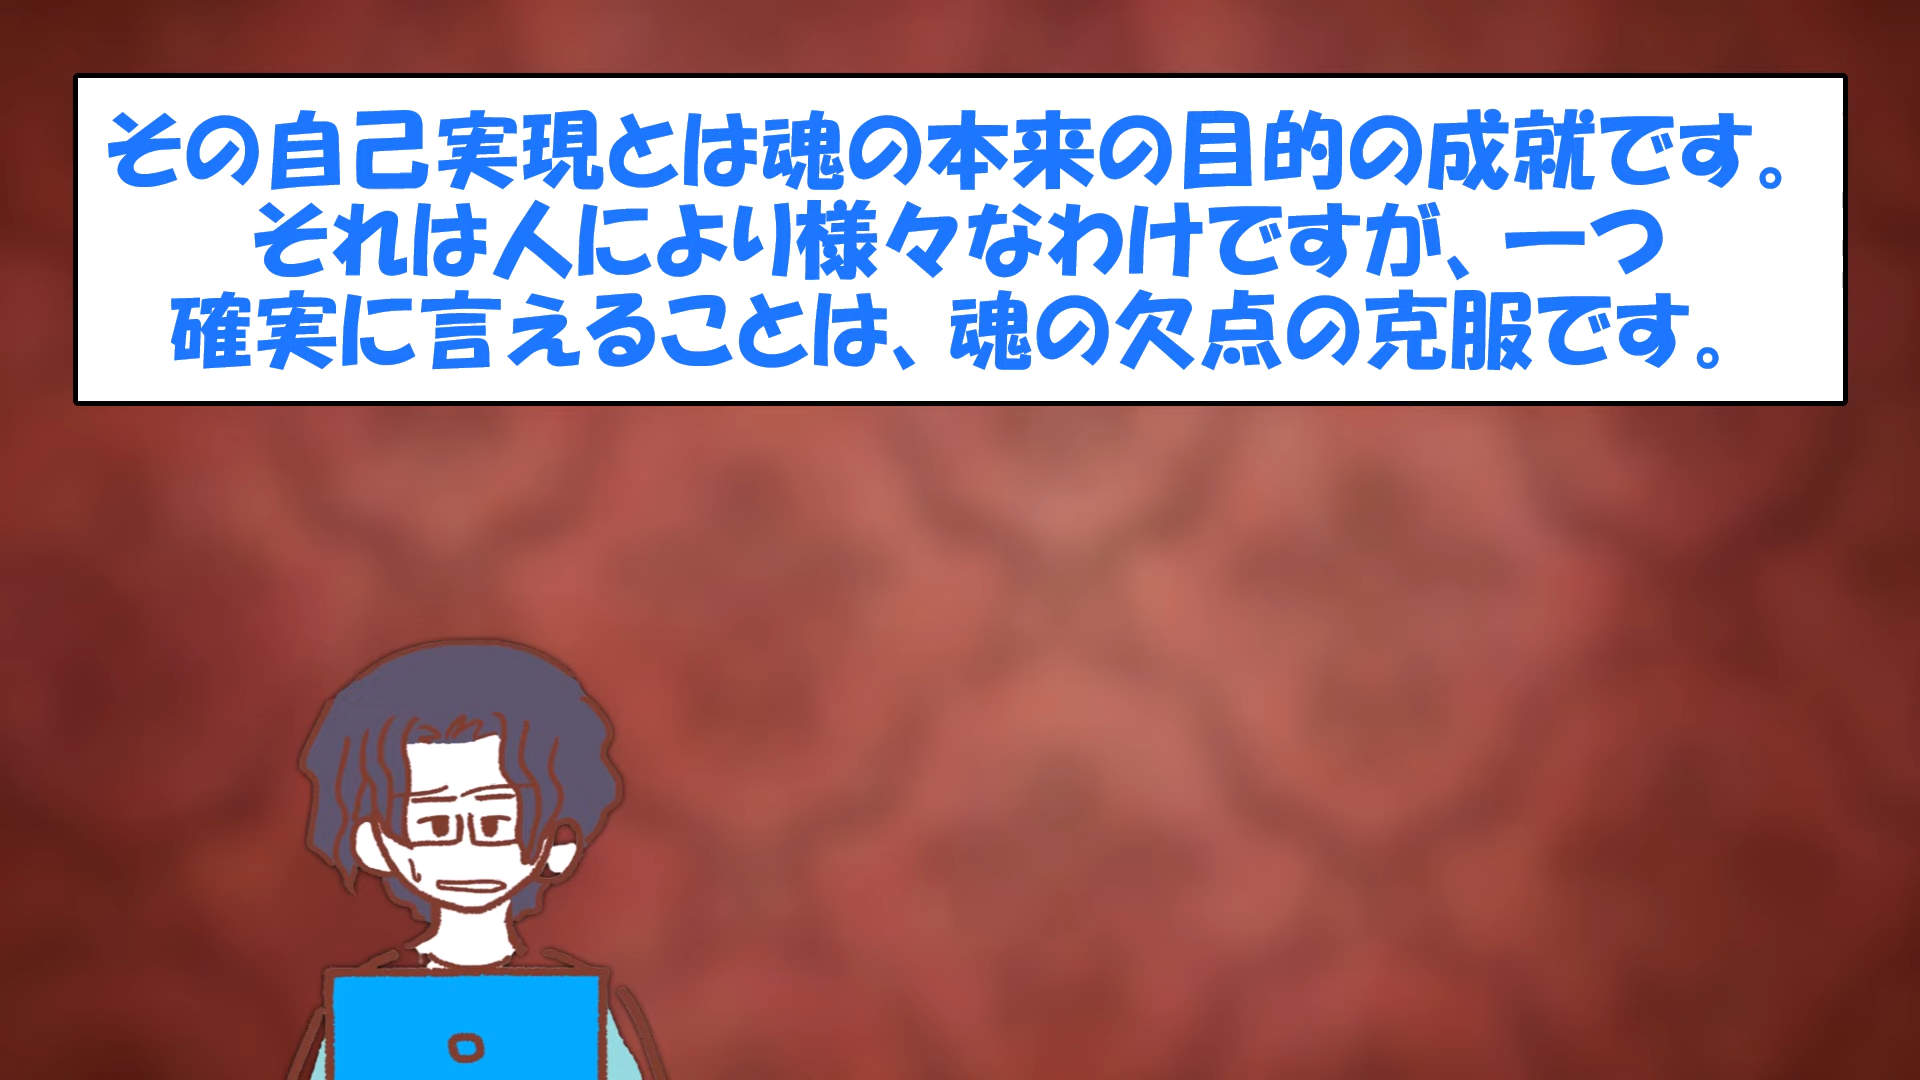 その自己実現とは魂の本来の目的の成就です。
それは人により様々なわけですが、一つ
確実に言えることは、魂の欠点の克服です。